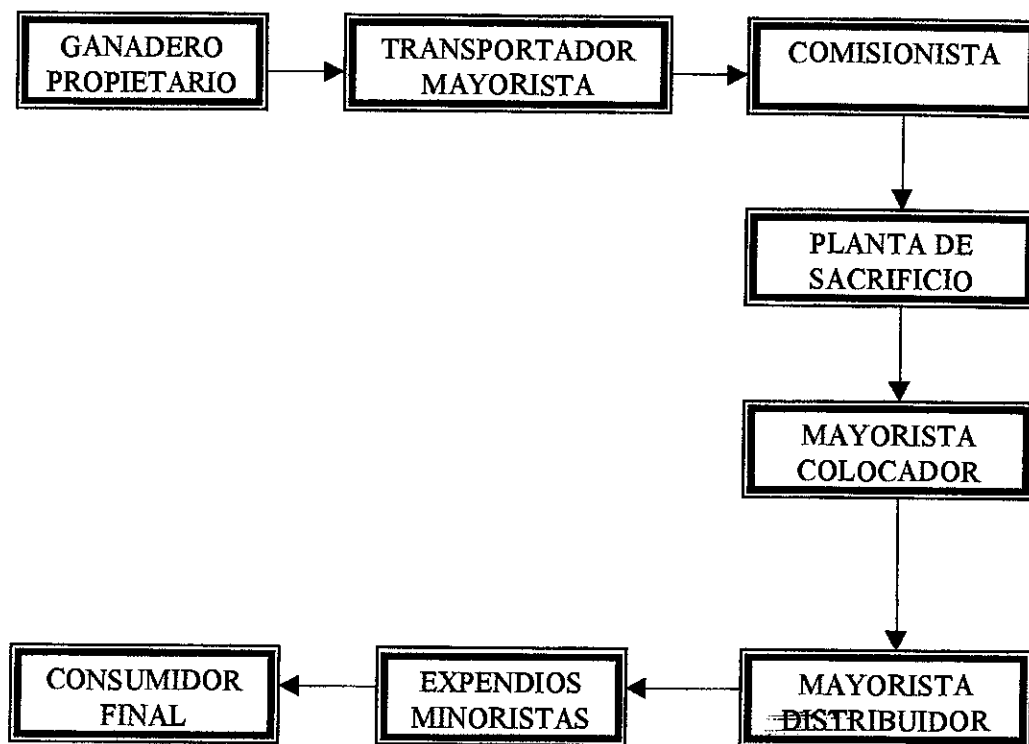 GANADERO
PROPIETARIO
TRANSPORTADOR
MAYORISTA
COMISIONISTA
PLANTA DE
SACRIFICIO
MAYORISTA
COLOCADOR
MAYORISTA
DISTRIBUIDOR
EXPENDIOS
MINORISTAS
CONSUMIDOR
FINAL